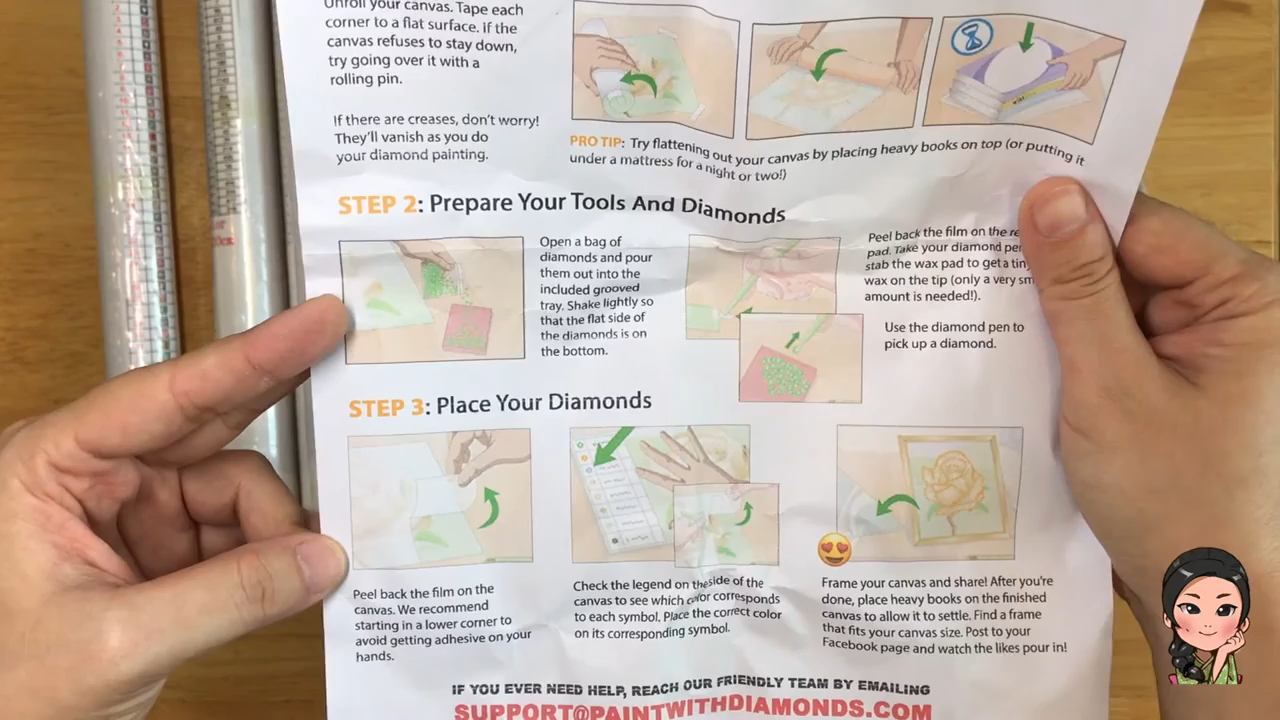 Unroll your canvas. Tape each
corner to a flat surface. If the
canvas refuses to stay down,
try going over it with a
rolling pin.
If there are creases, don't worry!
They'll vanish as you do
your diamond painting.
PRO TIP: Try flattening out your canvas by placing heavy books on top (or putting it
under a mattress for a night or two!)
STEP 2: Prepare Your Tools And Diamonds
Open a bag of
diamonds and pour
them out into the
included grooved
tray. Shake lightly so
that the flat side of
the diamonds is on
the bottom.
Peel back the film on the
pad. Take your diamond
stab the wax pad to get a
wax on the tip (only a very
amount is needed!).
Use the diamond pen to
pick up a diamond.
STEP 3: Place Your Diamonds
Peel back the film on the
canvas. We recommend
starting in a lower corner to
avoid getting adhesive on your
hands.
Check the legend on the side of the
canvas to see which color corresponds
to each symbol. Place the correct color
on its corresponding symbol.
Frame your canvas and share! After you're
done, place heavy books on the finished
canvas to allow it to settle. Find a frame
that fits your canvas size. Post to your
Facebook page and watch the likes pour in!
IF YOU EVER NEED HELP, REACH OUR FRIENDLY TEAM BY EMAILING
SUPPORT@PAINTWITHDIAMONDS.COM